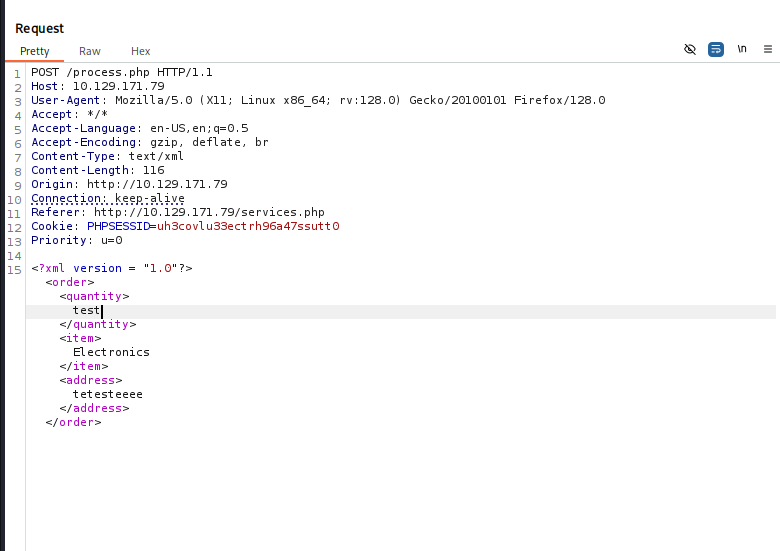 Request
Pretty Raw Hex \n
1 POST /process.php HTTP/1.1
2 Host: 10.129.171.79
3 User-Agent: Mozilla/5.0 (X11; Linux x86_64; rv:128.0) Gecko/20100101 Firefox/128.0
4 Accept: */*
5 Accept-Language: en-US,en;q=0.5
6 Accept-Encoding: gzip, deflate, br
7 Content-Type: text/xml
8 Content-Length: 116
9 Origin: http://10.129.171.79
10 Connection: keep-alive
11 Referer: http://10.129.171.79/services.php
12 Cookie: PHPSESSID=uh3covlu33ectrh96a47ssutt0
13 Priority: u=0
14
15 <?xml version = "1.0"?>
<order>
<quantity>
test
</quantity>
<item>
Electronics
</item>
<address>
tetesteeee
</address>
</order>